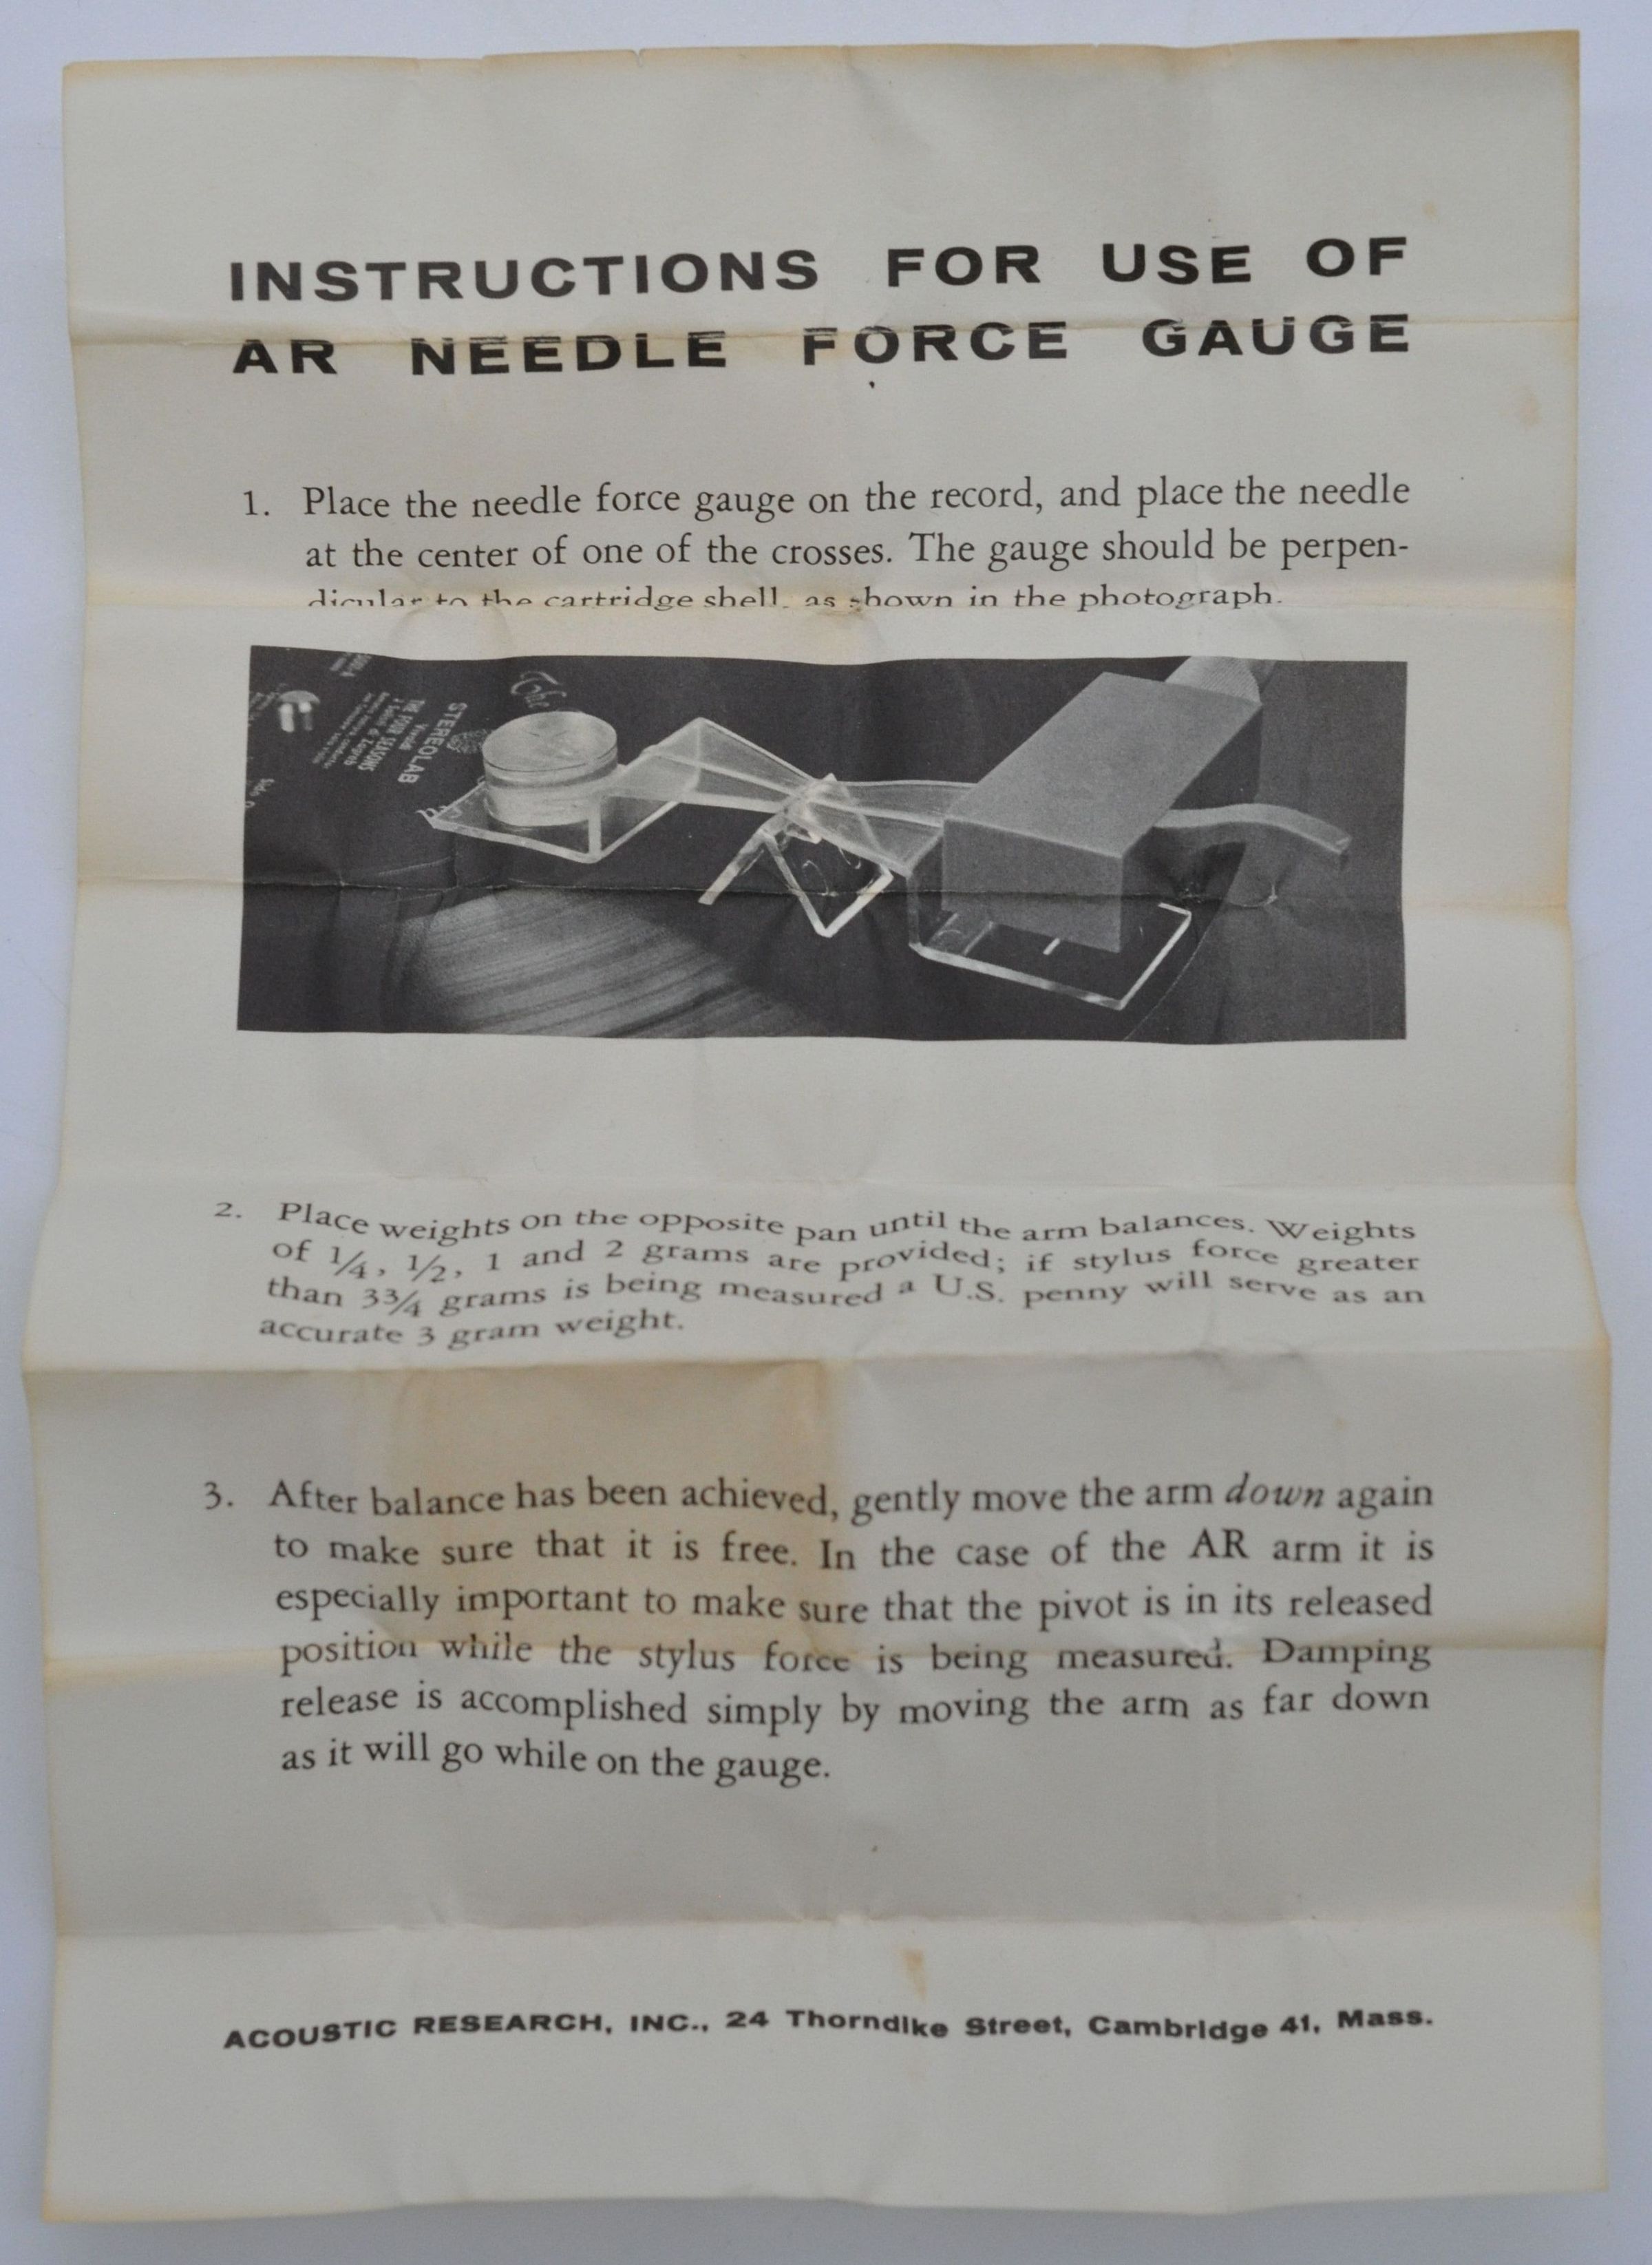 INSTRUCTIONS FOR USE OF
AR NEEDLE FORCE GAUGE
1. Place the needle force gauge on the record, and place the needle
at the center of one of the crosses. The gauge should be perpen-
dicular to the cartridge shell, as shown in the photograph.
The
STEREOLAB
Vivaldi
THE FOUR SEASONS
I Solisti di Zagreb
2. Place weights on the opposite pan until the arm balances. Weights
of 1/4, 1/2, 1 and 2 grams are provided; if stylus force greater
than 3 3/4 grams is being measured a U.S. penny will serve as an
accurate 3 gram weight.
3. After balance has been achieved, gently move the arm down again
to make sure that it is free. In the case of the AR arm it is
especially important to make sure that the pivot is in its released
position while the stylus force is being measured. Damping
release is accomplished simply by moving the arm as far down
as it will go while on the gauge.
ACOUSTIC RESEARCH, INC., 24 Thorndike Street, Cambridge 41, Mass.